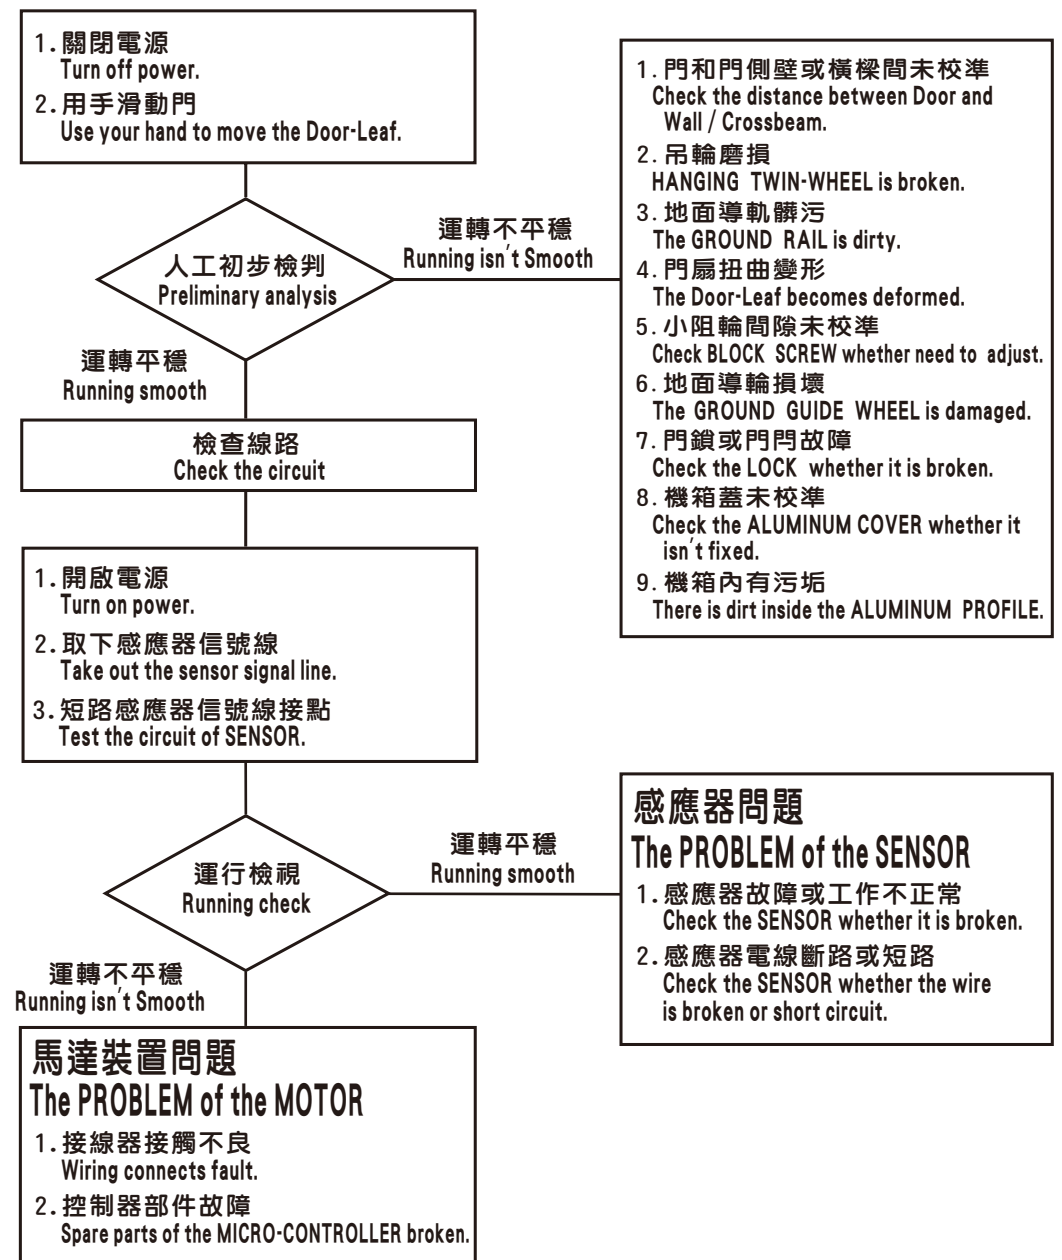 1.關閉電源
Turn off power.
2.用手滑動門
Use your hand to move the Door-Leaf.
人工初步檢判
Preliminary analysis
運轉不平穩
Running isn't Smooth
1.門和門側壁或橫樑間未校準
Check the distance between Door and
Wall / Crossbeam.
2.吊輪磨損
HANGING TWIN-WHEEL is broken.
3.地面導軌髒污
The GROUND RAIL is dirty.
4.門扇扭曲變形
The Door-Leaf becomes deformed.
5.小阻輪間隙未校準
Check BLOCK SCREW whether need to adjust.
6.地面導輪損壞
The GROUND GUIDE WHEEL is damaged.
7.門鎖或門閂故障
Check the LOCK whether it is broken.
8.機箱蓋未校準
Check the ALUMINUM COVER whether it
isn't fixed.
9.機箱內有污垢
There is dirt inside the ALUMINUM PROFILE.
運轉平穩
Running smooth
檢查線路
Check the circuit
1.開啟電源
Turn on power.
2.取下感應器信號線
Take out the sensor signal line.
3.短路感應器信號線接點
Test the circuit of SENSOR.
運行檢視
Running check
運轉平穩
Running smooth
感應器問題
The PROBLEM of the SENSOR
1.感應器故障或工作不正常
Check the SENSOR whether it is broken.
2.感應器電線斷路或短路
Check the SENSOR whether the wire
is broken or short circuit.
運轉不平穩
Running isn't Smooth
馬達裝置問題
The PROBLEM of the MOTOR
1.接線器接觸不良
Wiring connects fault.
2.控制器部件故障
Spare parts of the MICRO-CONTROLLER broken.